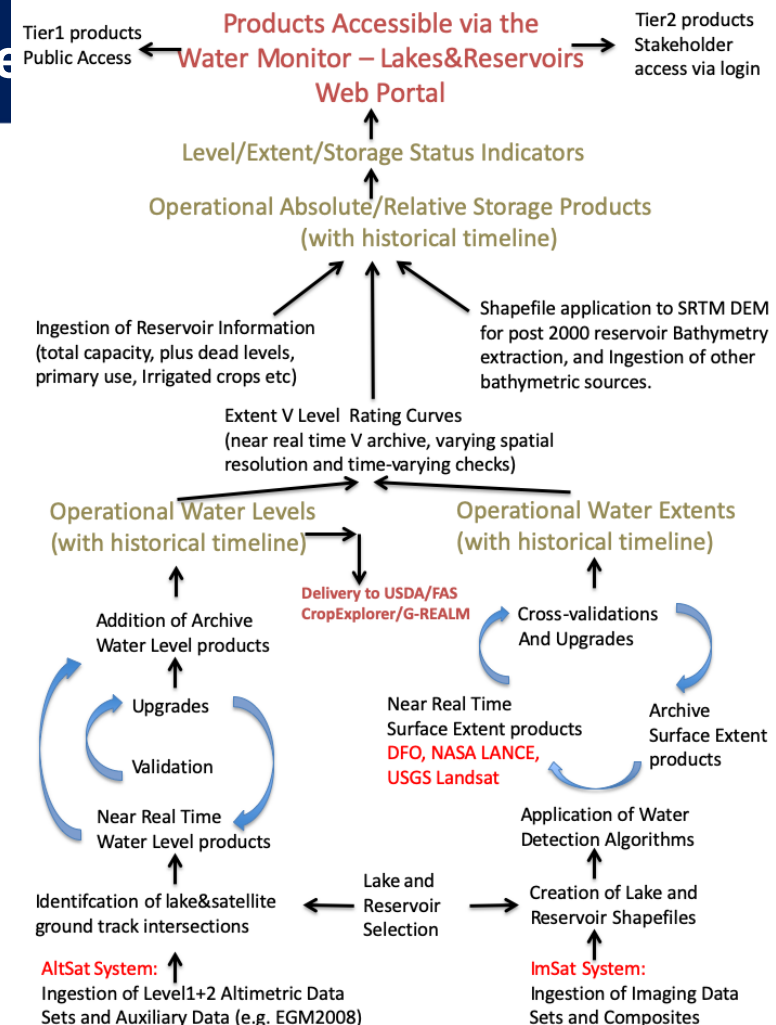 Tier1 products
Public Access
Products Accessible via the
Water Monitor – Lakes&Reservoirs
Web Portal
Tier2 products
Stakeholder
access via login
Level/Extent/Storage Status Indicators
Operational Absolute/Relative Storage Products
(with historical timeline)
Ingestion of Reservoir Information
(total capacity, plus dead levels,
primary use, Irrigated crops etc)
Shapefile application to SRTM DEM
for post 2000 reservoir Bathymetry
extraction, and Ingestion of other
bathymetric sources.
Extent V Level Rating Curves
(near real time V archive, varying spatial
resolution and time-varying checks)
Operational Water Levels
(with historical timeline)
Operational Water Extents
(with historical timeline)
Delivery to USDA/FAS
CropExplorer/G-REALM
Addition of Archive
Water Level products
Upgrades
Validation
Near Real Time
Water Level products
Cross-validations
And Upgrades
Near Real Time
Surface Extent products
DFO, NASA LANCE,
USGS Landsat
Archive
Surface Extent
products
Application of Water
Detection Algorithms
Identifcation of lake&satellite
ground track intersections
Lake and
Reservoir
Selection
Creation of Lake and
Reservoir Shapefiles
AltSat System:
Ingestion of Level1+2 Altimetric Data
Sets and Auxiliary Data (e.g. EGM2008)
ImSat System:
Ingestion of Imaging Data
Sets and Composites